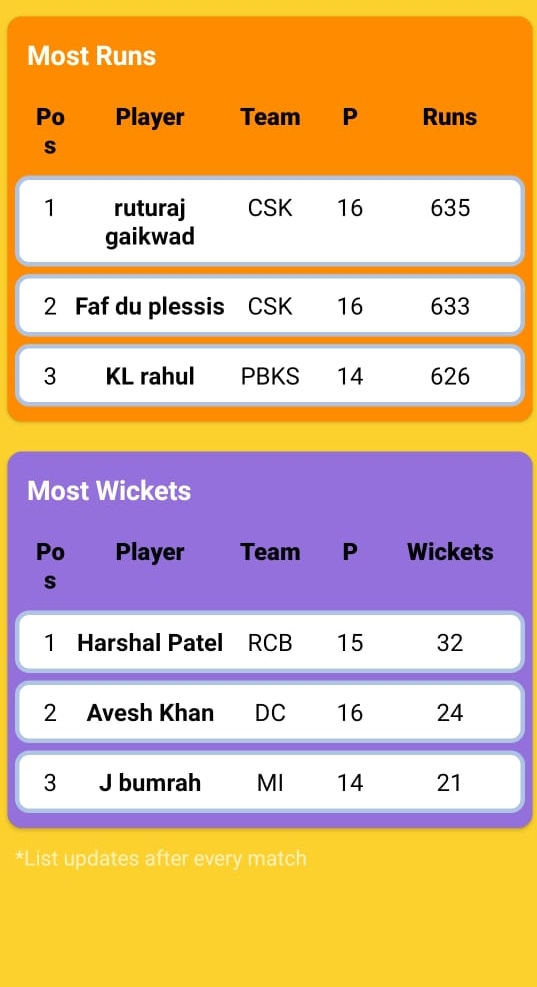 Most Runs
Po Player Team P Runs
s
1 ruturaj CSK 16 635
gaikwad
2 Faf du plessis CSK 16 633
3 KL rahul PBKS 14 626
Most Wickets
Po Player Team P Wickets
s
1 Harshal Patel RCB 15 32
2 Avesh Khan DC 16 24
3 J bumrah MI 14 21
*List updates after every match